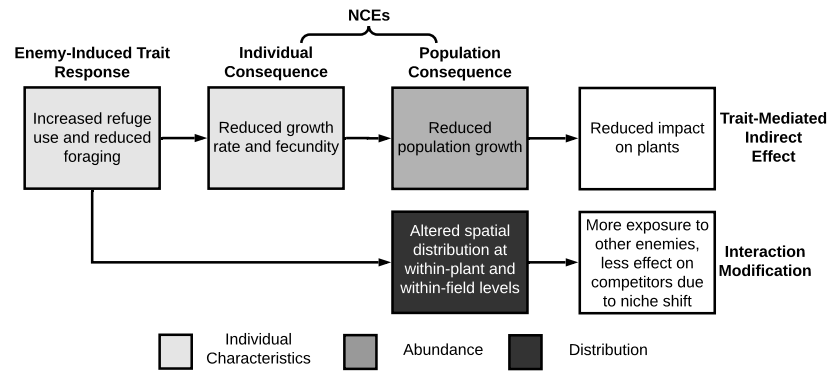 NCEs
Enemy-Induced Trait
Response
Individual
Consequence
Population
Consequence
Increased refuge
use and reduced
foraging
Reduced growth
rate and fecundity
Reduced
population growth
Reduced impact
on plants
Trait-Mediated
Indirect
Effect
Altered spatial
distribution at
within-plant and
within-field levels
More exposure to
other enemies,
less effect on
competitors due
to niche shift
Interaction
Modification
Individual
Characteristics
Abundance
Distribution